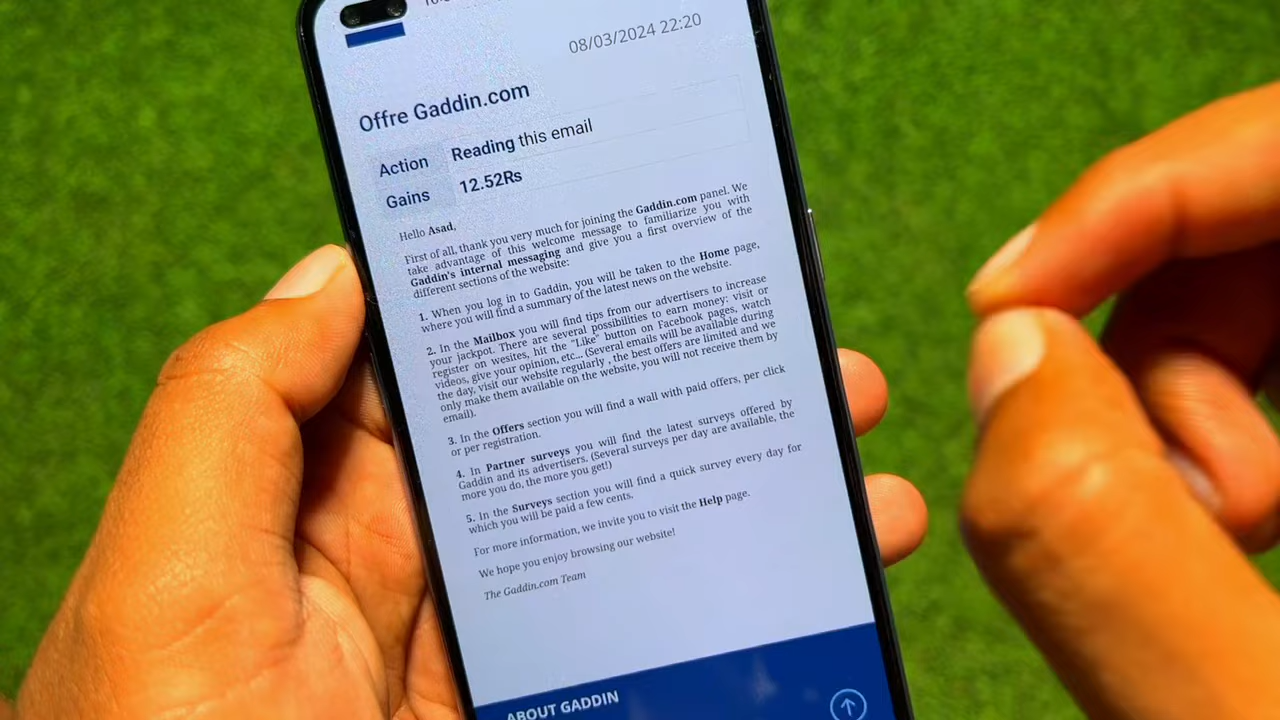 08/03/2024 22:20
Offre Gaddin.com
Action Reading this email
Gains 12.52Rs
Hello Asad,
First of all, thank you very much for joining the Gaddin.com panel. We
take advantage of this welcome message to familiarize you with
Gaddin's internal messaging and give you a first overview of the
different sections of the website:
1. When you log in to Gaddin, you will be taken to the Home page,
where you will find a summary of the latest news on the website.
2. In the Mailbox you will find tips from our advertisers to increase
your jackpot. There are several possibilities to earn money: visit or
register on wesites, hit the "Like" button on Facebook pages, watch
videos, give your opinion, etc... (Several emails will be available during
the day, visit our website regularly , the best offers are limited and we
only make them available on the website, you will not receive them by
email).
3. In the Offers section you will find a wall with paid offers, per click
or per registration.
4. In Partner surveys you will find the latest surveys offered by
Gaddin and its advertisers. (Several surveys per day are available, the
more you do, the more you get!)
5. In the Surveys section you will find a quick survey every day for
which you will be paid a few cents.
For more information, we invite you to visit the Help page.
We hope you enjoy browsing our website!
The Gaddin.com Team
ABOUT GADDIN